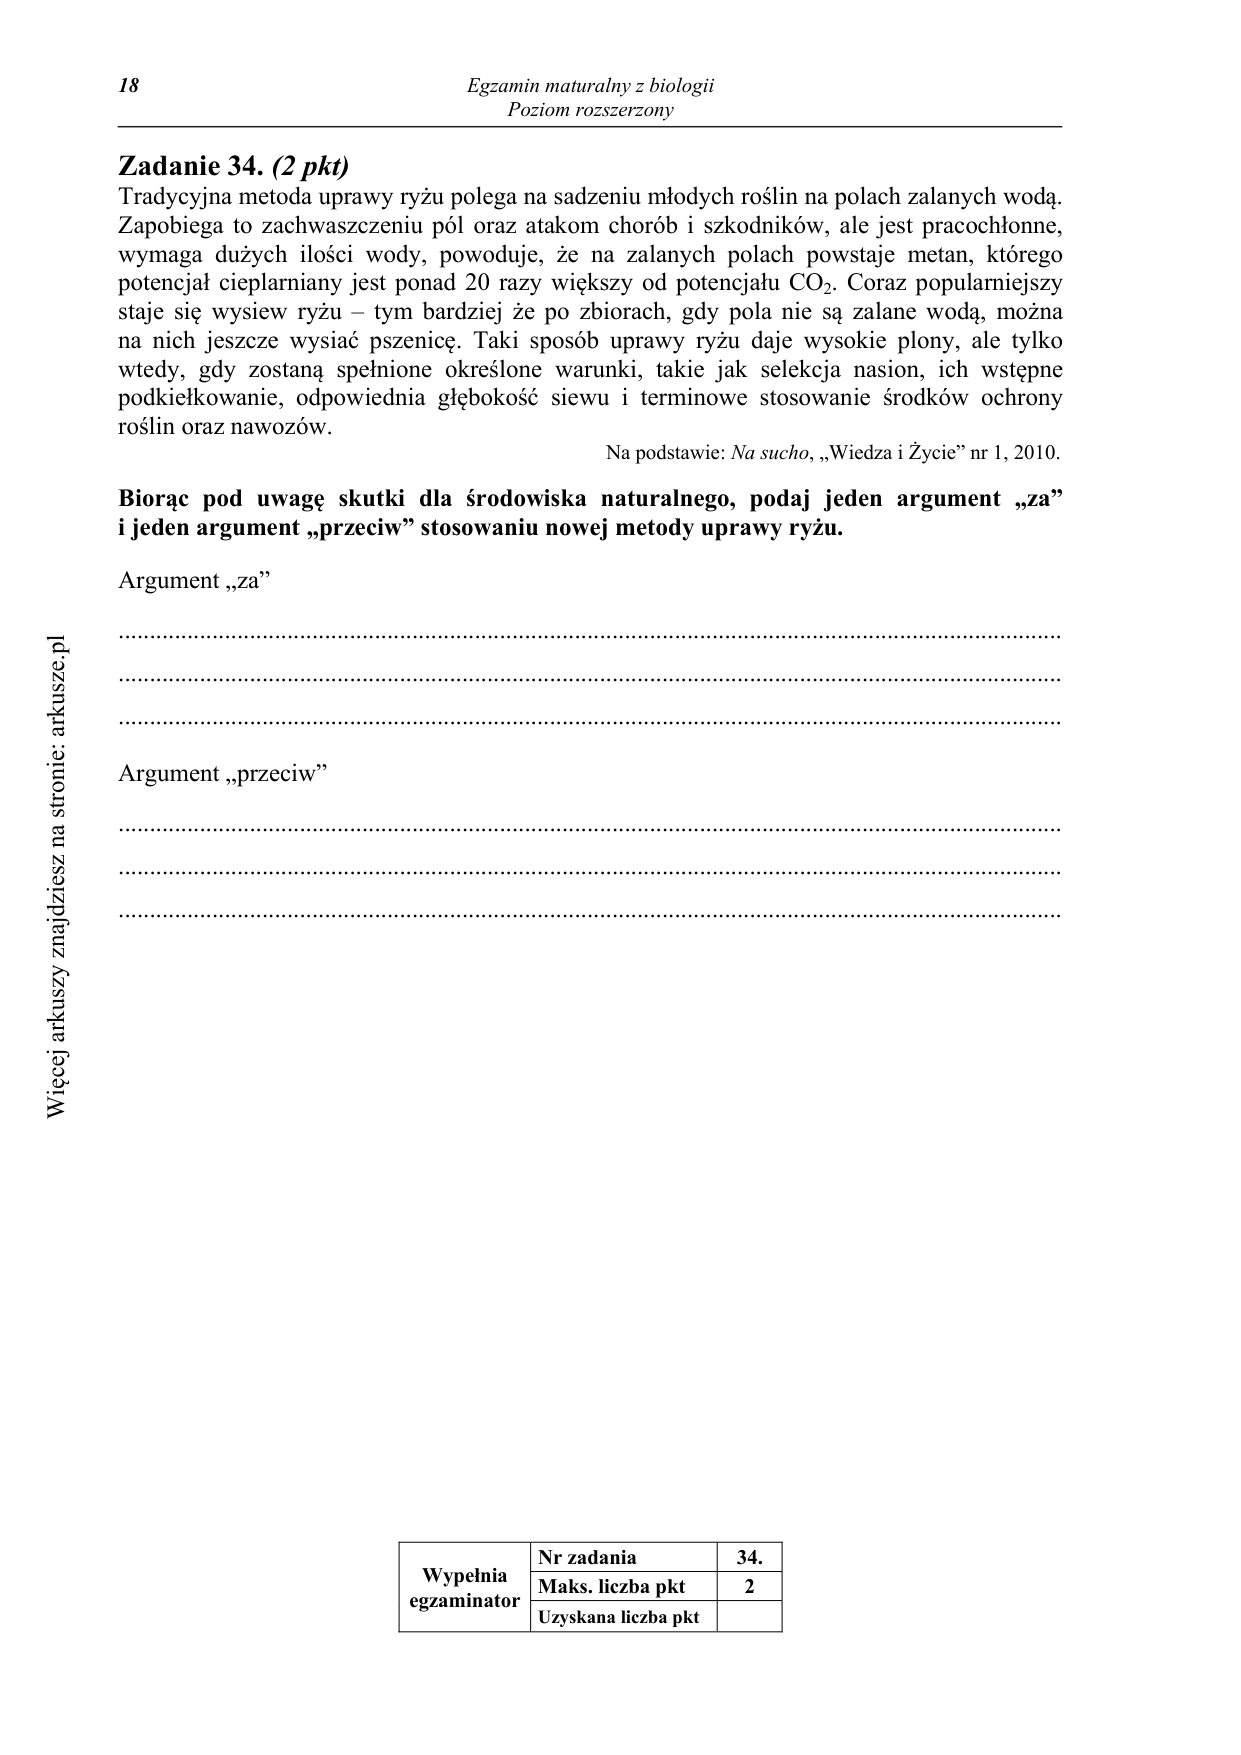 18
Egzamin maturalny z biologii
Poziom rozszerzony
Zadanie 34. (2 pkt)
Tradycyjna metoda uprawy ryżu polega na sadzeniu młodych roślin na polach zalanych wodą.
Zapobiega to zachwaszczeniu pól oraz atakom chorób i szkodników, ale jest pracochłonne,
wymaga dużych ilości wody, powoduje, że na zalanych polach powstaje metan, którego
potencjał cieplarniany jest ponad 20 razy większy od potencjału CO₂. Coraz popularniejszy
staje się wysiew ryżu – tym bardziej że po zbiorach, gdy pola nie są zalane wodą, można
na nich jeszcze wysiać pszenicę. Taki sposób uprawy ryżu daje wysokie plony, ale tylko
wtedy, gdy zostaną spełnione określone warunki, takie jak selekcja nasion, ich wstępne
podkiełkowanie, odpowiednia głębokość siewu i terminowe stosowanie środków ochrony
roślin oraz nawozów.
Na podstawie: Na sucho, „Wiedza i Życie” nr 1, 2010.
Biorąc pod uwagę skutki dla środowiska naturalnego, podaj jeden argument „za”
i jeden argument „przeciw” stosowaniu nowej metody uprawy ryżu.
Argument „za”
Argument „przeciw”
Więcej arkuszy znajdziesz na stronie: arkusze.pl
Wypełnia
egzaminator
Nr zadania 34.
Maks. liczba pkt 2
Uzyskana liczba pkt